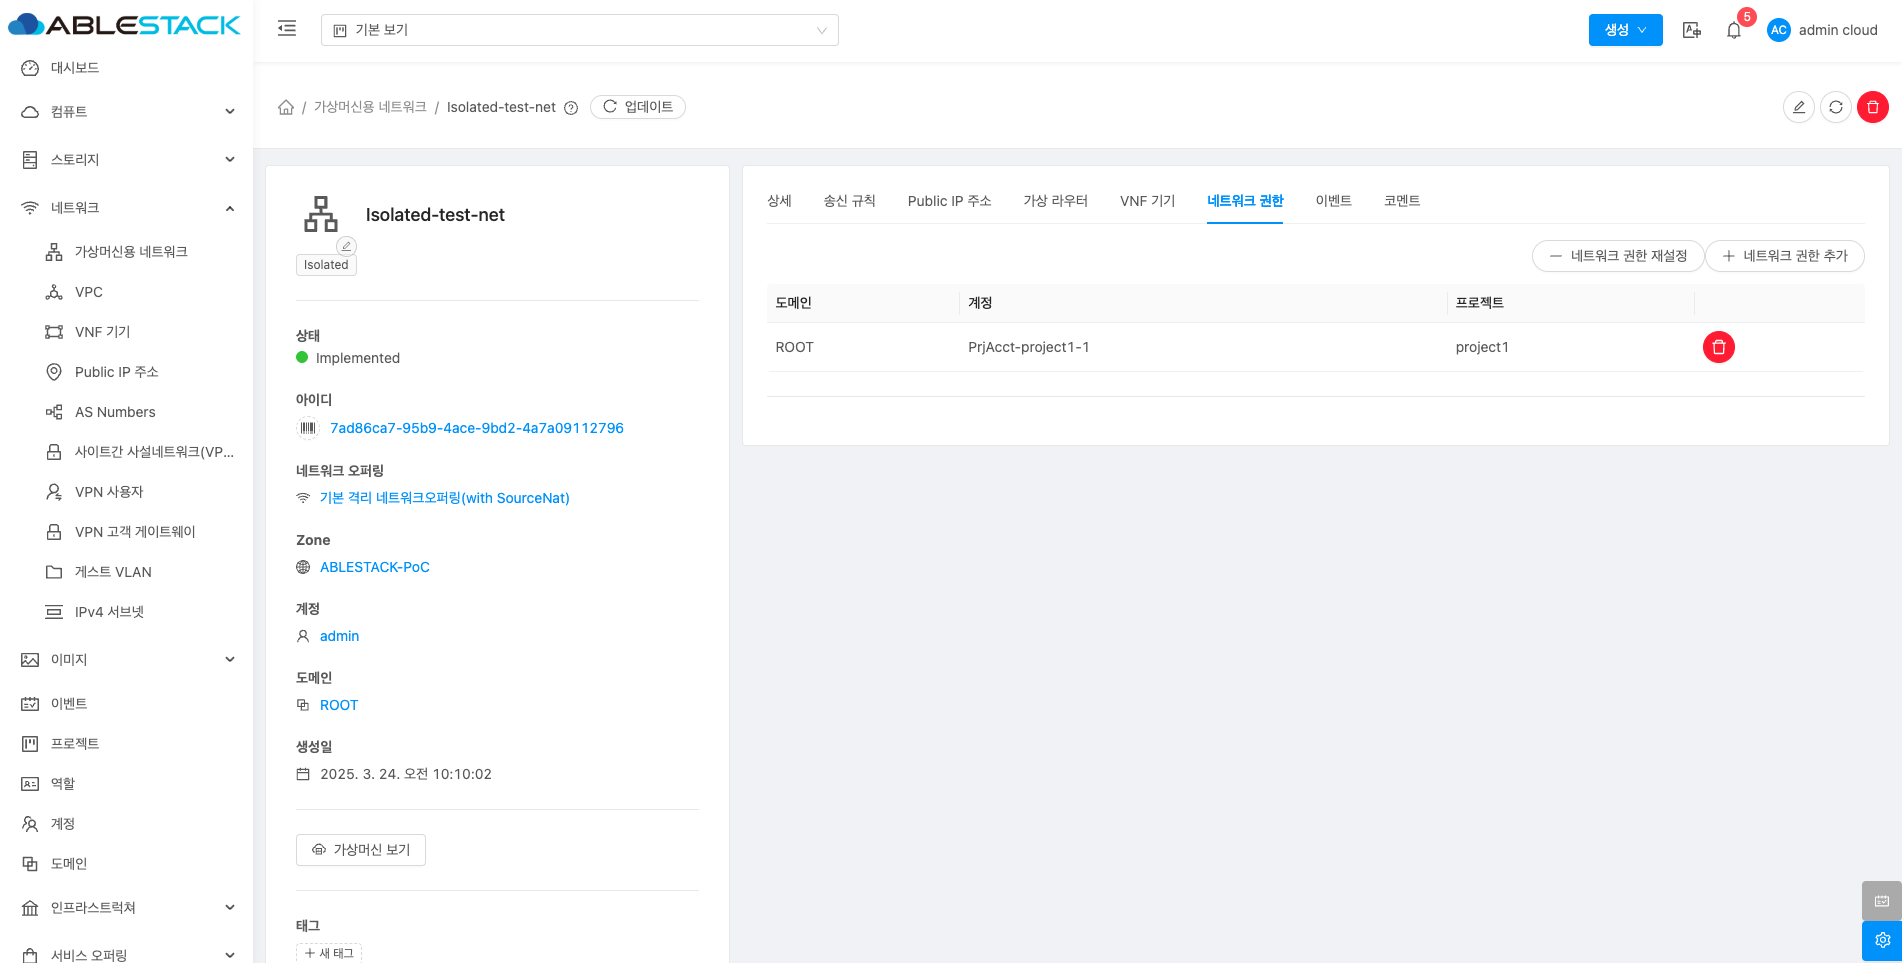 ABLESTACK
기본 보기
생성
5
AC
admin cloud
대시보드
컴퓨트
스토리지
네트워크
가상머신용 네트워크
VPC
VNF 기기
Public IP 주소
AS Numbers
사이트간 사설네트워크(VP...
VPN 사용자
VPN 고객 게이트웨이
게스트 VLAN
IPv4 서브넷
이미지
이벤트
프로젝트
역할
계정
도메인
인프라스트럭쳐
서비스 오퍼링
/ 가상머신용 네트워크 / Isolated-test-net
업데이트
Isolated-test-net
Isolated
상태
Implemented
아이디
7ad86ca7-95b9-4ace-9bd2-4a7a09112796
네트워크 오퍼링
기본 격리 네트워크오퍼링(with SourceNat)
Zone
ABLESTACK-PoC
계정
admin
도메인
ROOT
생성일
2025. 3. 24. 오전 10:10:02
가상머신 보기
태그
+ 새 태그
상세 송신 규칙 Public IP 주소 가상 라우터 VNF 기기 네트워크 권한 이벤트 코멘트
네트워크 권한 재설정
네트워크 권한 추가
도메인 계정 프로젝트
ROOT PrjAcct-project1-1 project1